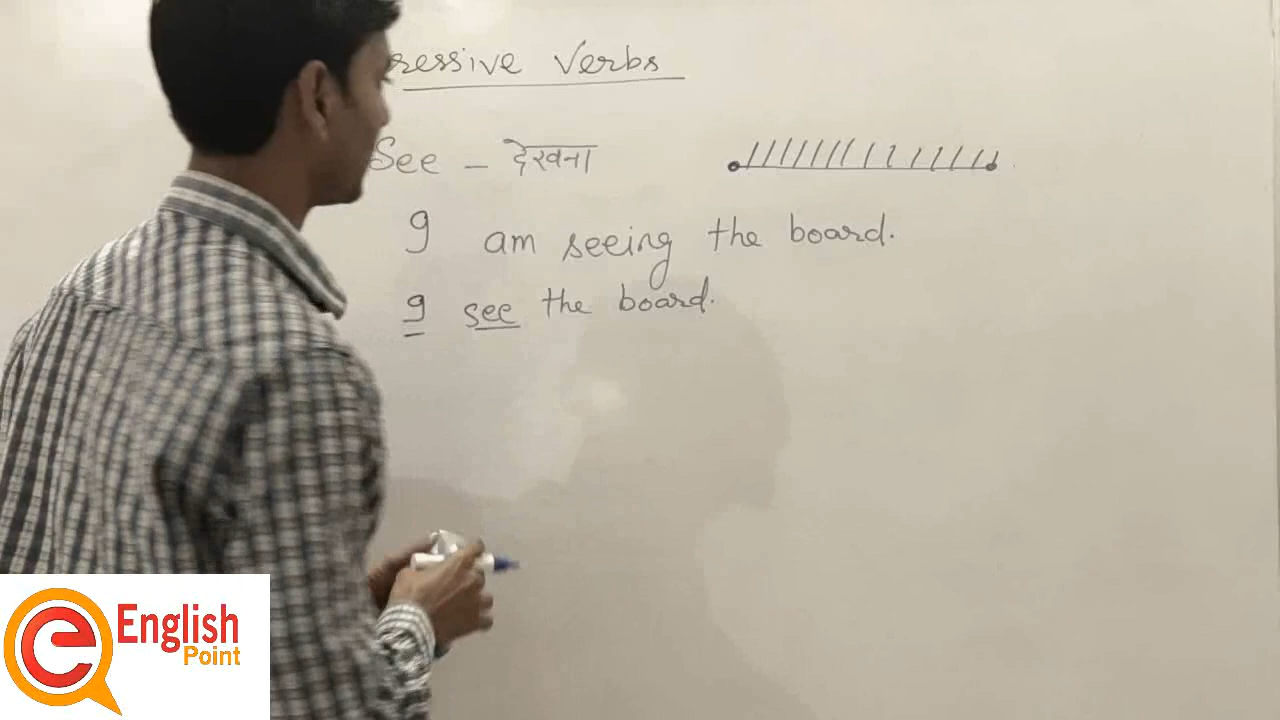 ressive Verbs
See – देखना
I am seeing the board.
I see the board.
English
Point